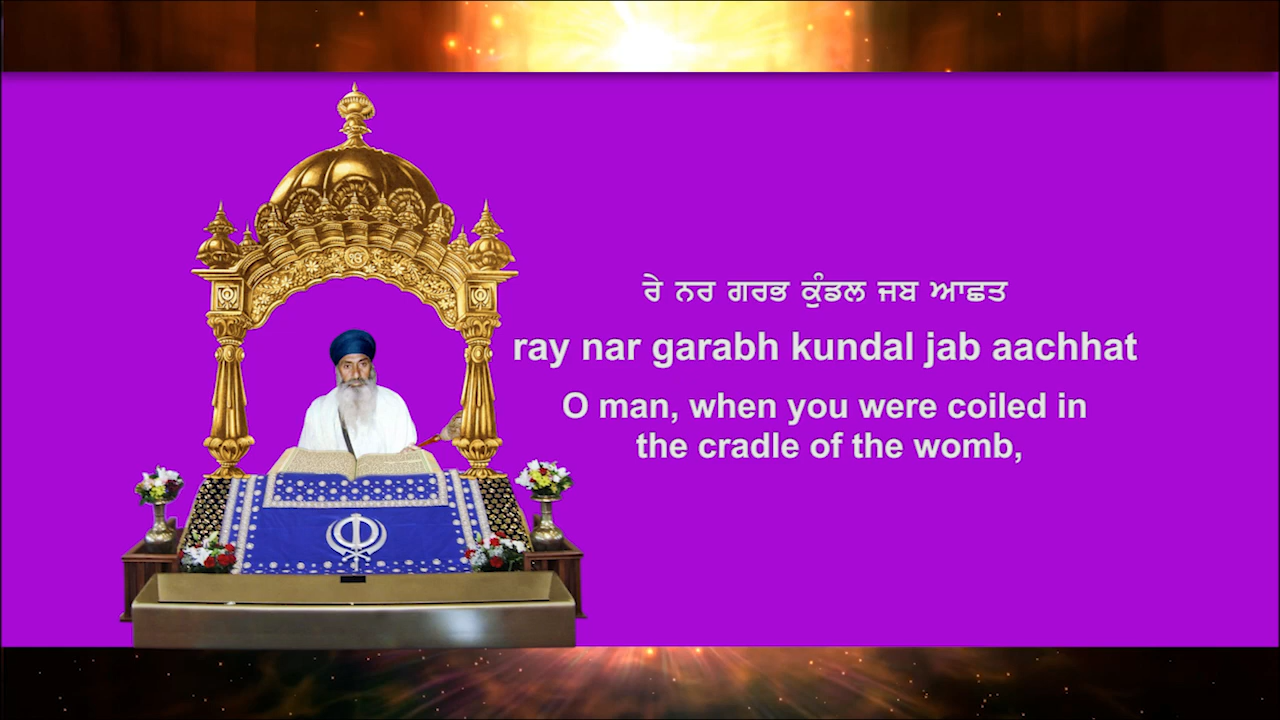 ਰੇ ਨਰ ਗਰਭ ਕੁੰਡਲ ਜਬ ਆਛਤ
ray nar garabh kundal jab aachhat
O man, when you were coiled in
the cradle of the womb,